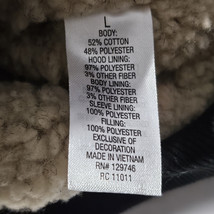 L
BODY:
52% COTTON
48% POLYESTER
HOOD LINING:
97% POLYESTER
3% OTHER FIBER
BODY LINING:
97% POLYESTER
3% OTHER FIBER
SLEEVE LINING:
100% POLYESTER
FILLING:
100% POLYESTER
EXCLUSIVE OF
DECORATION
MADE IN VIETNAM
RN# 129746
RC 11011